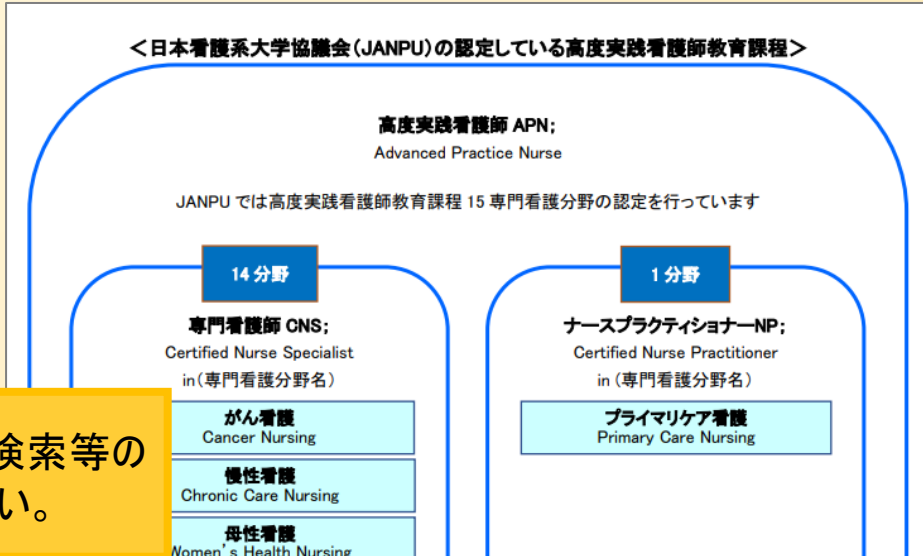 <日本看護系大学協議会(JANPU)の認定している高度実践看護師教育課程>
高度実践看護師 APN;
Advanced Practice Nurse
JANPU では高度実践看護師教育課程 15 専門看護分野の認定を行っています
14 分野
専門看護師 CNS;
Certified Nurse Specialist
in(専門看護分野名)
がん看護
Cancer Nursing
慢性看護
Chronic Care Nursing
母性看護
Women's Health Nursing
1 分野
ナースプラクティショナーNP;
Certified Nurse Practitioner
in (専門看護分野名)
プライマリケア看護
Primary Care Nursing
検索等の
い。